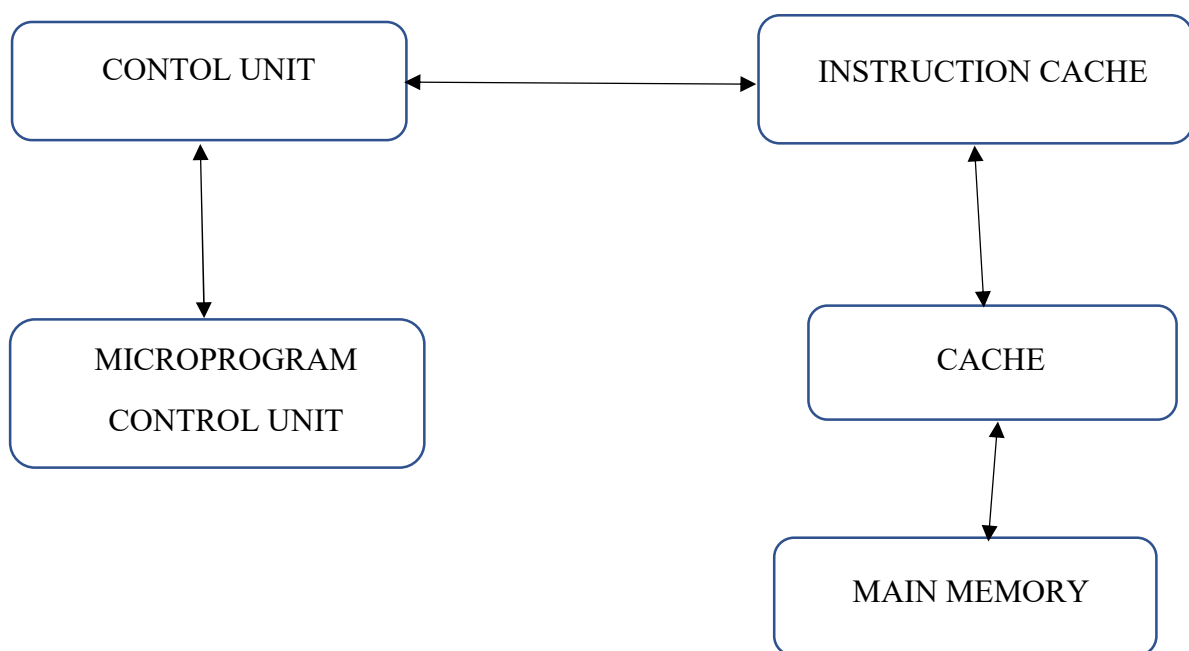 CONTOL UNIT
INSTRUCTION CACHE
MICROPROGRAM
CONTROL UNIT
CACHE
MAIN MEMORY